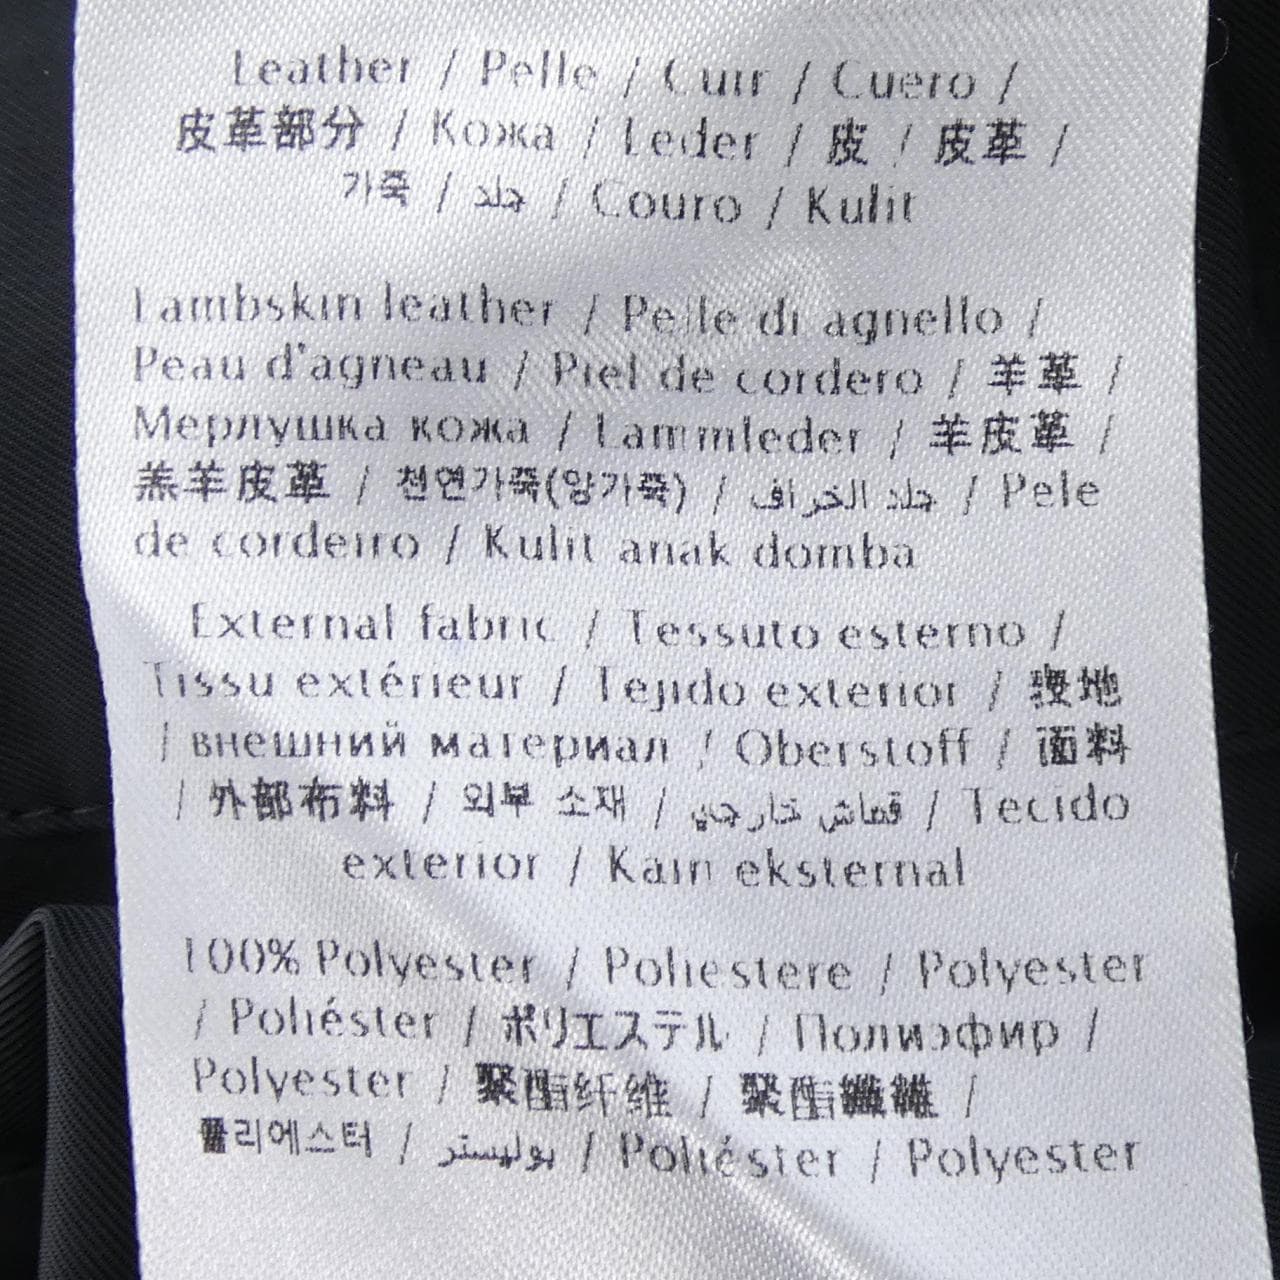 Leather / Pelle / Cuir / Cuero /
皮革部分 / Кожа / Leder / 皮 / 皮革 /
가죽 / جلد / Couro / Kulit
Lambskin leather / Pelle di agnello /
Peau d'agneau / Piel de cordero / 羊革 /
Мерлушка кожа / Lammleder / 羊皮革 /
羔羊皮革 / 천연가죽(양가죽) / جلد الخراف / Pele
de cordeiro / Kulit anak domba
External fabric / Tessuto esterno /
Tissu extérieur / Tejido exterior / 表地
/ внешний материал / Oberstoff / 面料
/ 外部布料 / 외부 소재 / قماش خارجي / Tecido
exterior / Kain eksternal
100% Polyester / Poliestere / Polyester
/ Poliéster / ポリエステル / Полиэфир /
Polyester / 聚酯纤维 / 聚酯纖維 /
폴리에스터 / بوليستر / Poliéster / Polyester